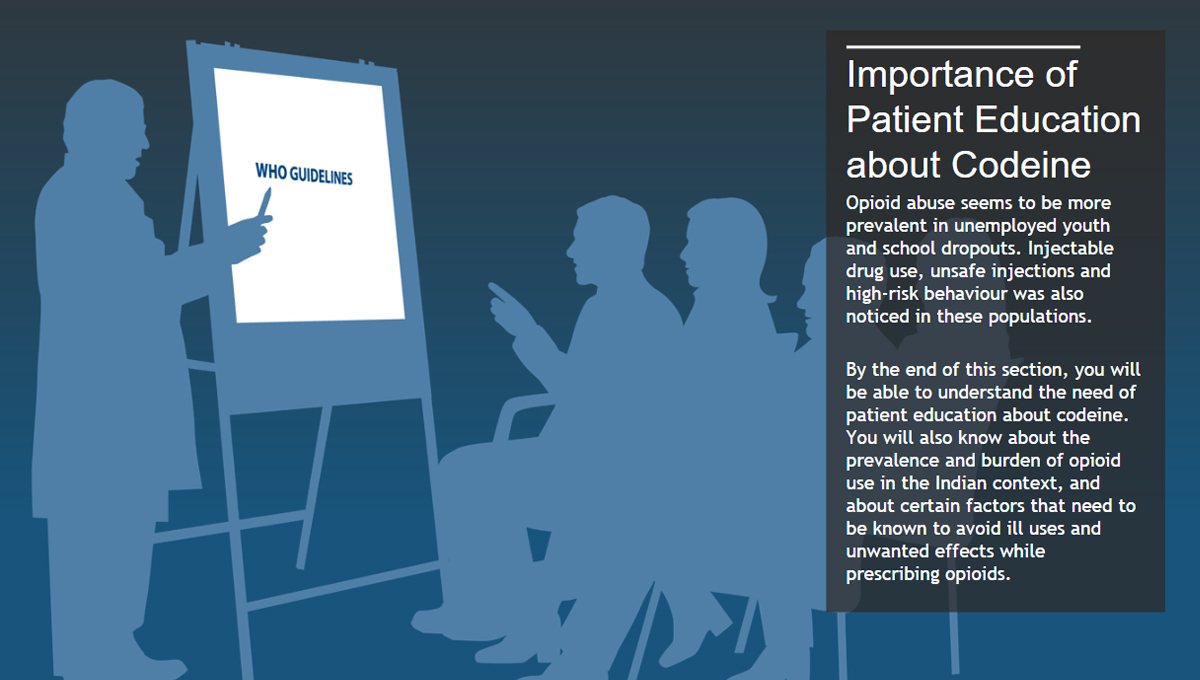 WHO GUIDELINES
Importance of
Patient Education
about Codeine
Opioid abuse seems to be more
prevalent in unemployed youth
and school dropouts. Injectable
drug use, unsafe injections and
high-risk behaviour was also
noticed in these populations.
By the end of this section, you will
be able to understand the need of
patient education about codeine.
You will also know about the
prevalence and burden of opioid
use in the Indian context, and
about certain factors that need to
be known to avoid ill uses and
unwanted effects while
prescribing opioids.